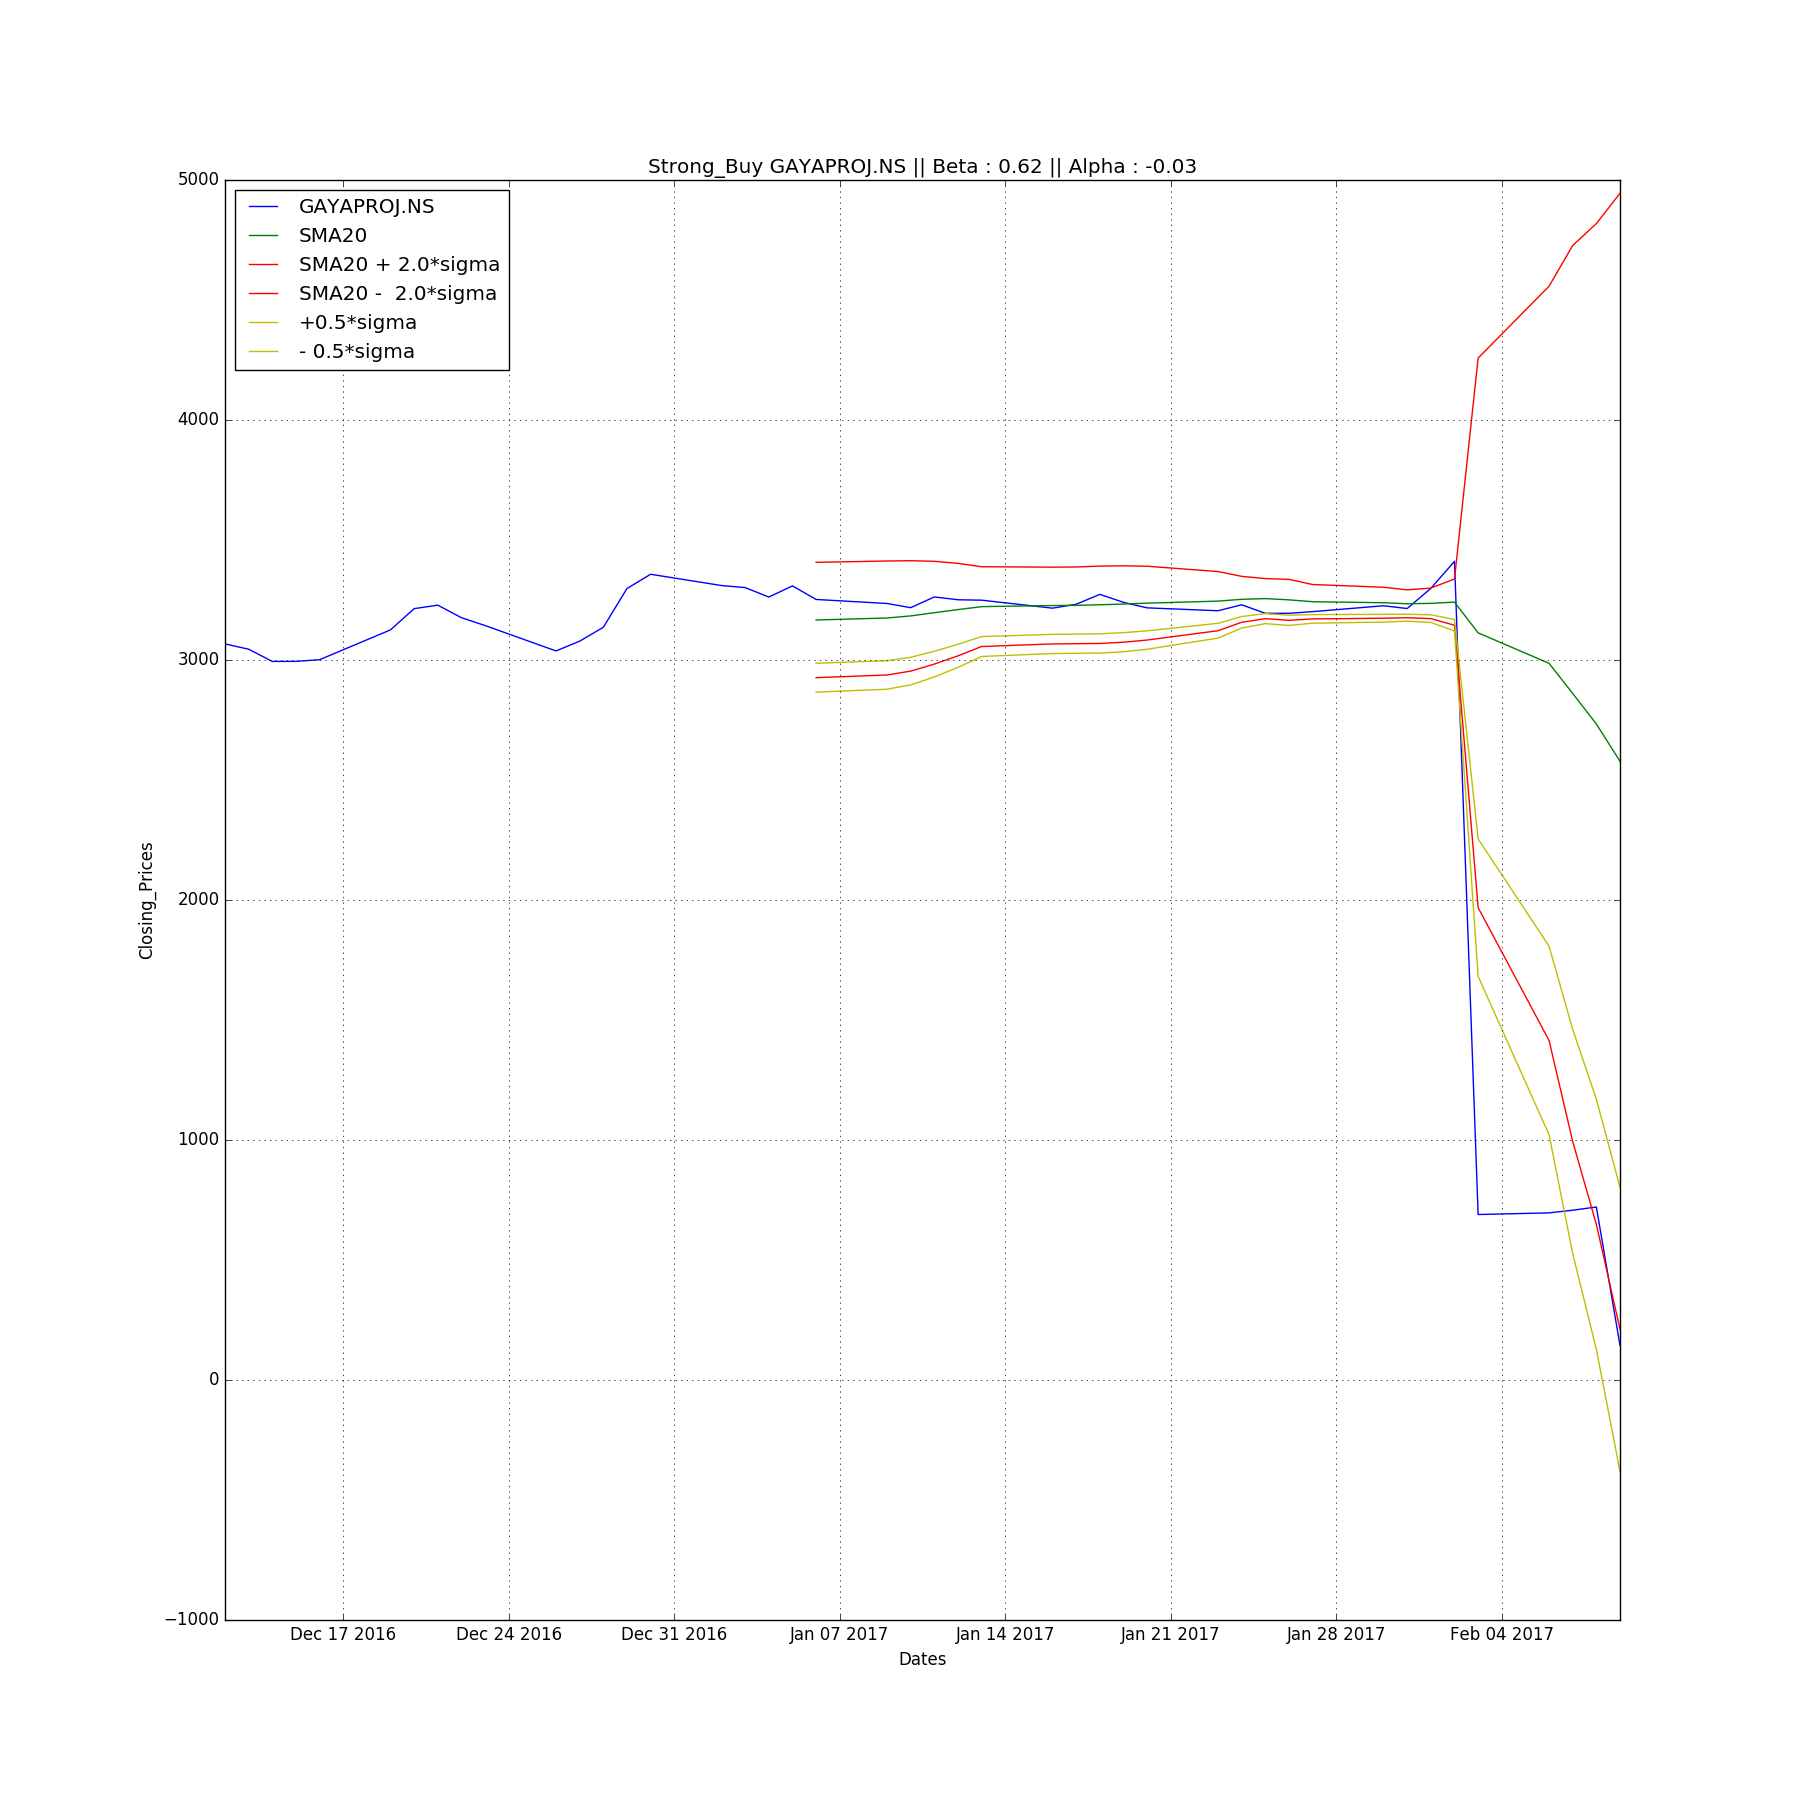 Strong_Buy GAYAPROJ.NS || Beta : 0.62 || Alpha : -0.03
5000
4000
3000
2000
1000
0
−1000
GAYAPROJ.NS
SMA20
SMA20 + 2.0*sigma
SMA20 -  2.0*sigma
+0.5*sigma
- 0.5*sigma
Closing_Prices
Dec 17 2016
Dec 24 2016
Dec 31 2016
Jan 07 2017
Jan 14 2017
Jan 21 2017
Jan 28 2017
Feb 04 2017
Dates